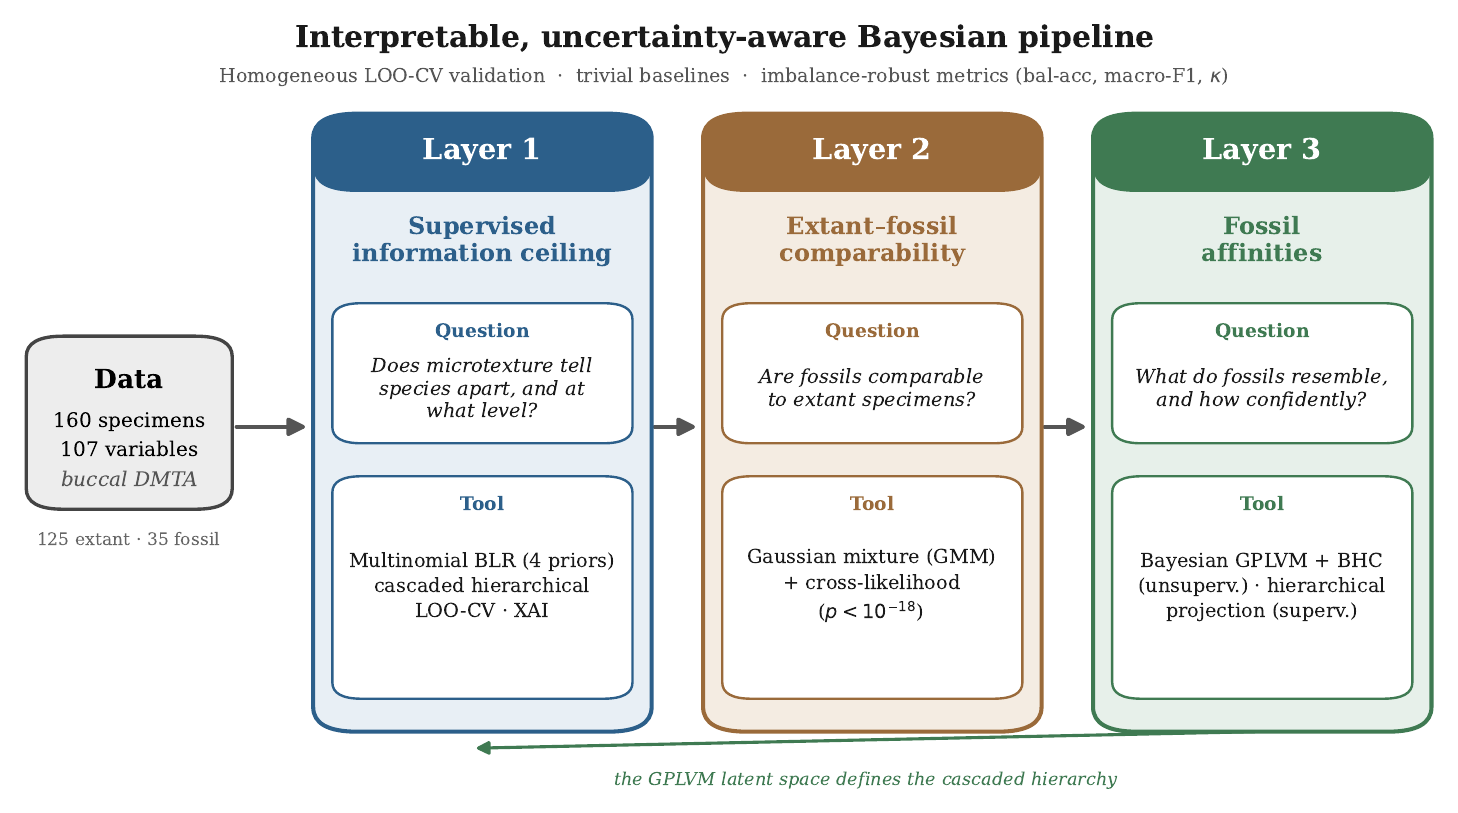 Interpretable, uncertainty-aware Bayesian pipeline
Homogeneous LOO-CV validation · trivial baselines · imbalance-robust metrics (bal-acc, macro-F1, κ)
Data
160 specimens
107 variables
buccal DMTA
125 extant · 35 fossil
Layer 1
Supervised
information ceiling
Question
Does microtexture tell
species apart, and at
what level?
Tool
Multinomial BLR (4 priors)
cascaded hierarchical
LOO-CV · XAI
Layer 2
Extant–fossil
comparability
Question
Are fossils comparable
to extant specimens?
Tool
Gaussian mixture (GMM)
+ cross-likelihood
(p < 10⁻¹⁸)
Layer 3
Fossil
affinities
Question
What do fossils resemble,
and how confidently?
Tool
Bayesian GPLVM + BHC
(unsuperv.) · hierarchical
projection (superv.)
the GPLVM latent space defines the cascaded hierarchy